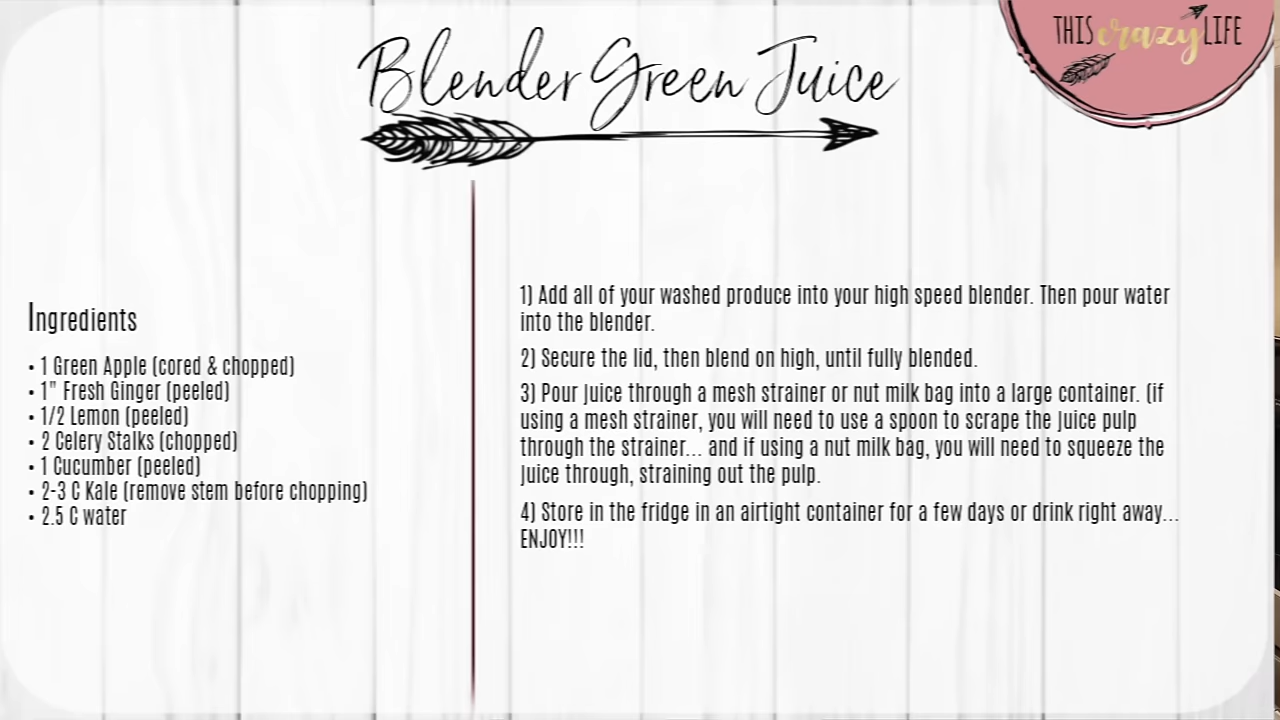 Blender Green Juice
THIS crazy LIFE
Ingredients
• 1 Green Apple (cored & chopped)
• 1" Fresh Ginger (peeled)
• 1/2 Lemon (peeled)
• 2 Celery Stalks (chopped)
• 1 Cucumber (peeled)
• 2-3 C Kale (remove stem before chopping)
• 2.5 C water
1) Add all of your washed produce into your high speed blender. Then pour water
into the blender.
2) Secure the lid, then blend on high, until fully blended.
3) Pour Juice through a mesh strainer or nut milk bag into a large container. (if
using a mesh strainer, you will need to use a spoon to scrape the Juice pulp
through the strainer... and if using a nut milk bag, you will need to squeeze the
Juice through, straining out the pulp.
4) Store in the fridge in an airtight container for a few days or drink right away...
ENJOY!!!